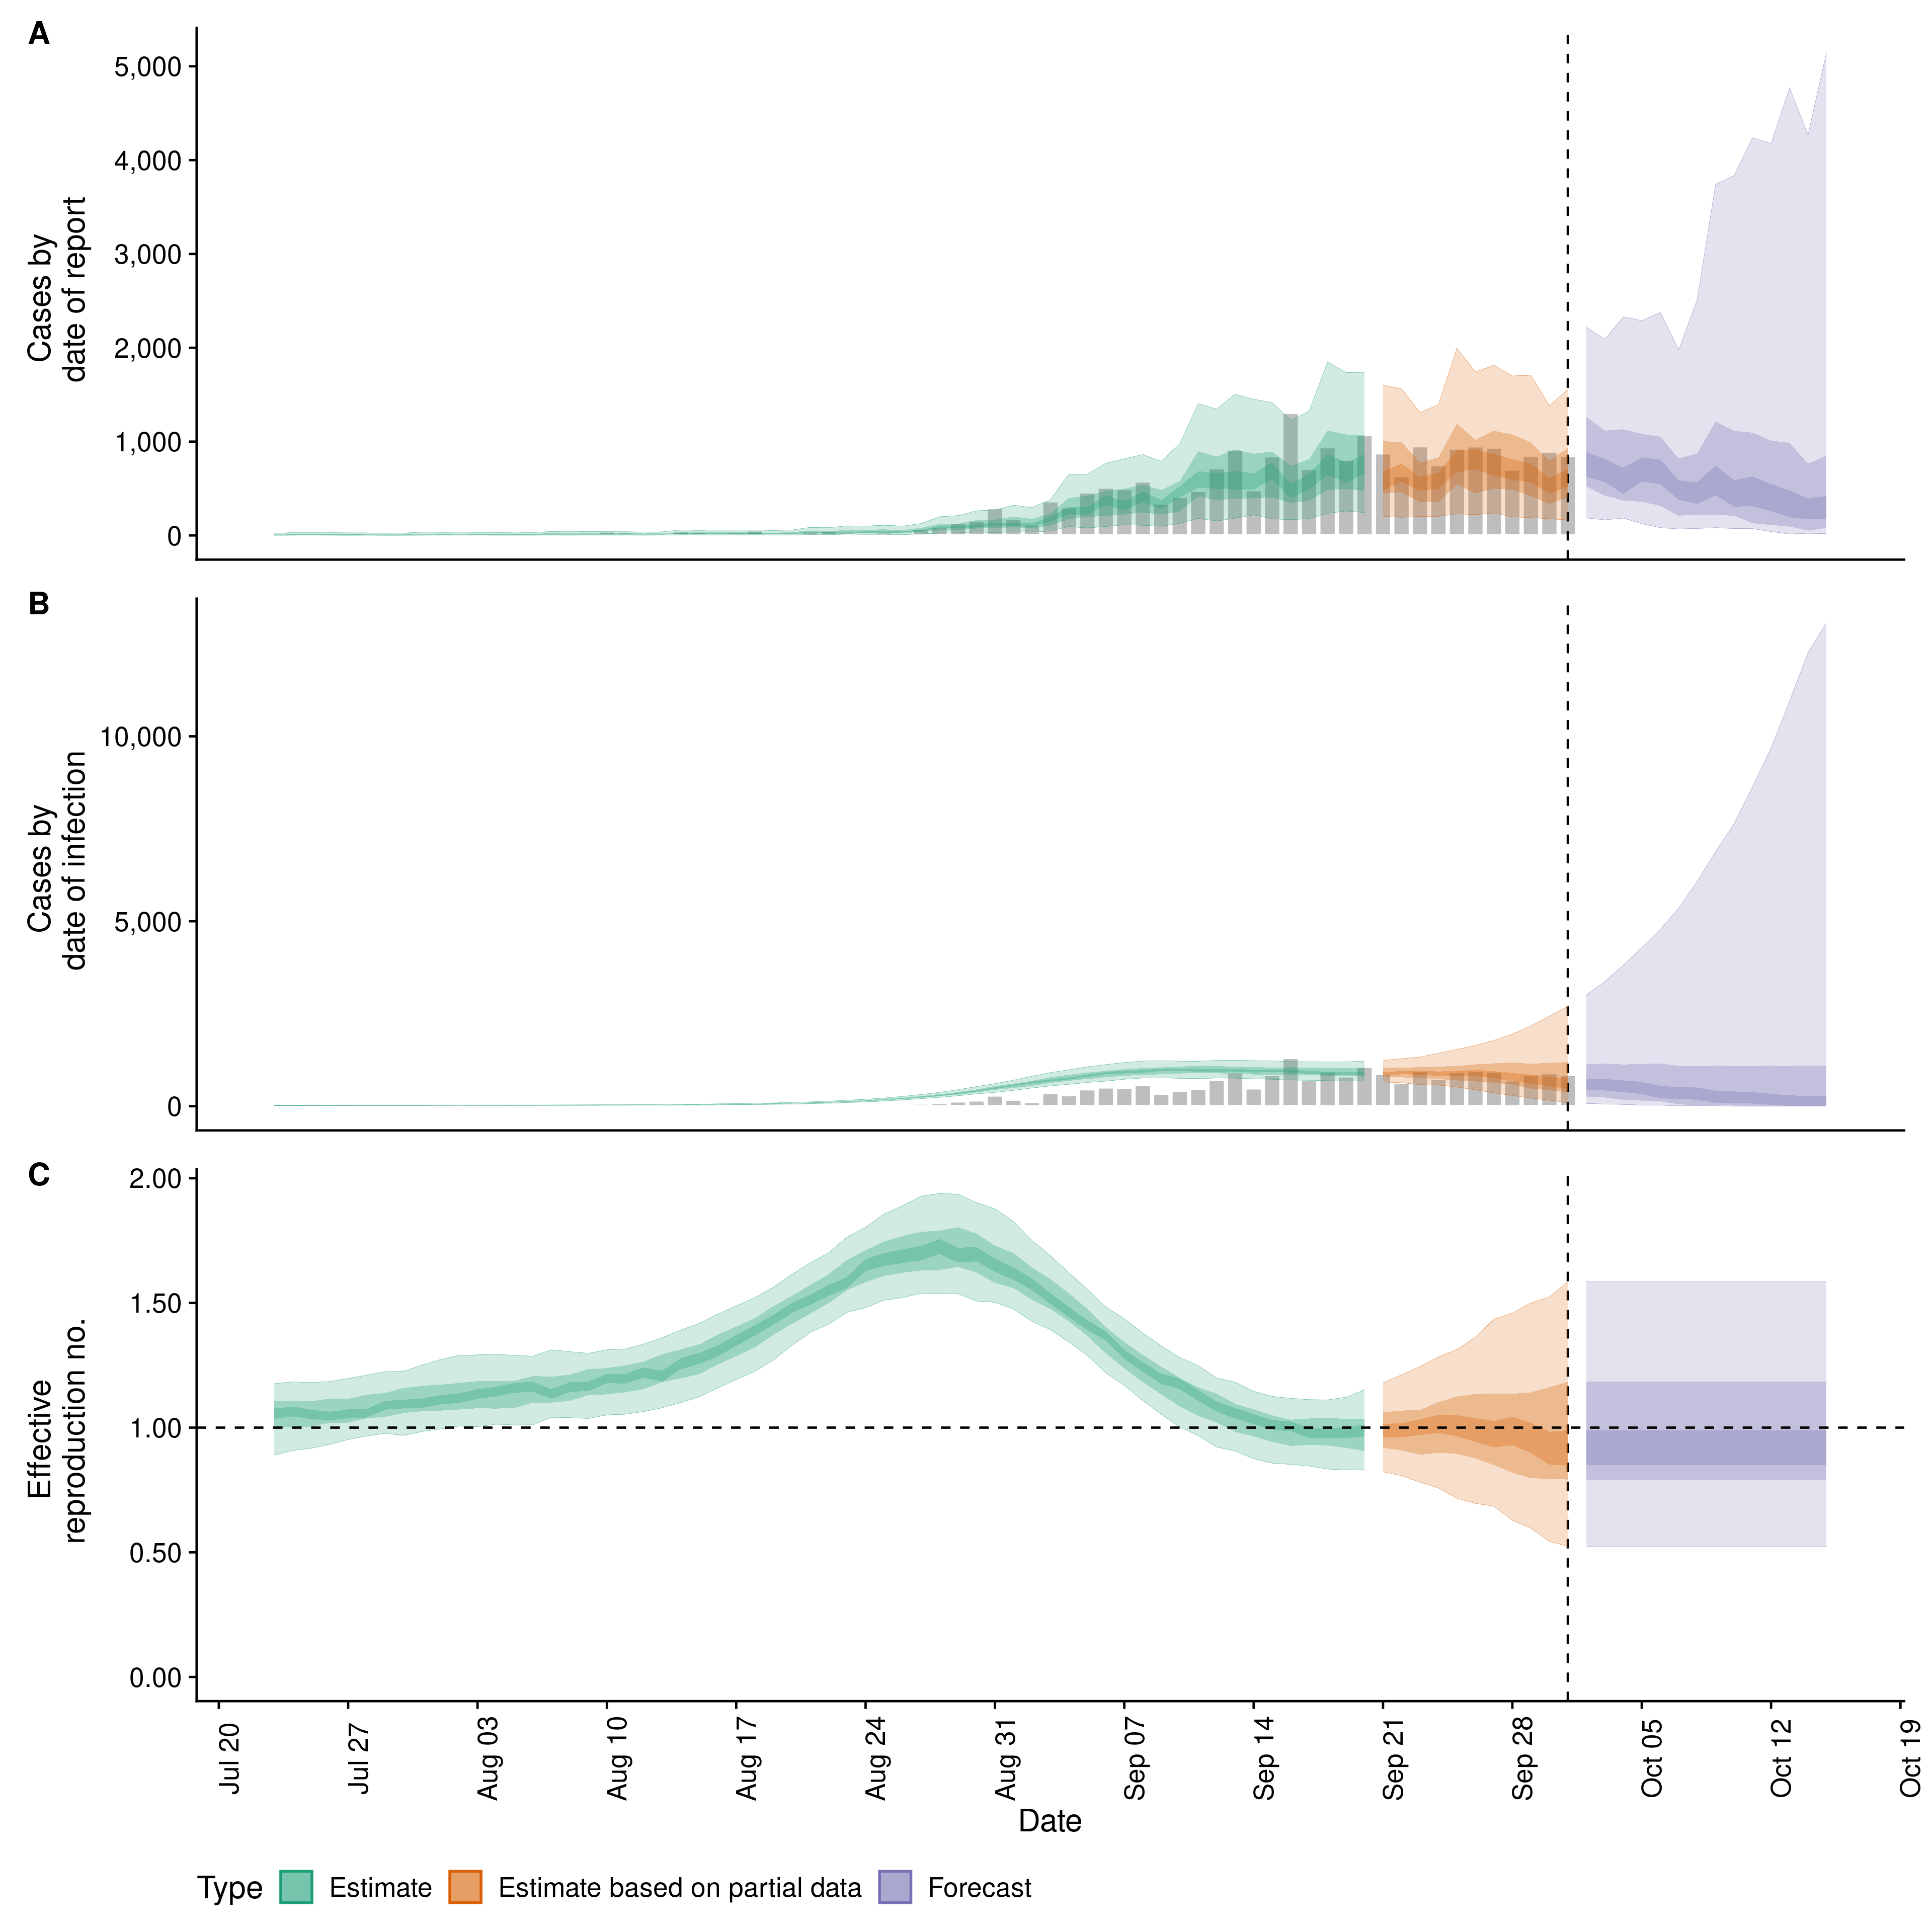 A
Cases by
date of report
5,000
4,000
3,000
2,000
1,000
0
B
Cases by
date of infection
10,000
5,000
0
C
Effective
reproduction no.
2.00
1.50
1.00
0.50
0.00
Jul 20
Jul 27
Aug 03
Aug 10
Aug 17
Aug 24
Aug 31
Sep 07
Sep 14
Sep 21
Sep 28
Oct 05
Oct 12
Oct 19
Date
Type Estimate Estimate based on partial data Forecast